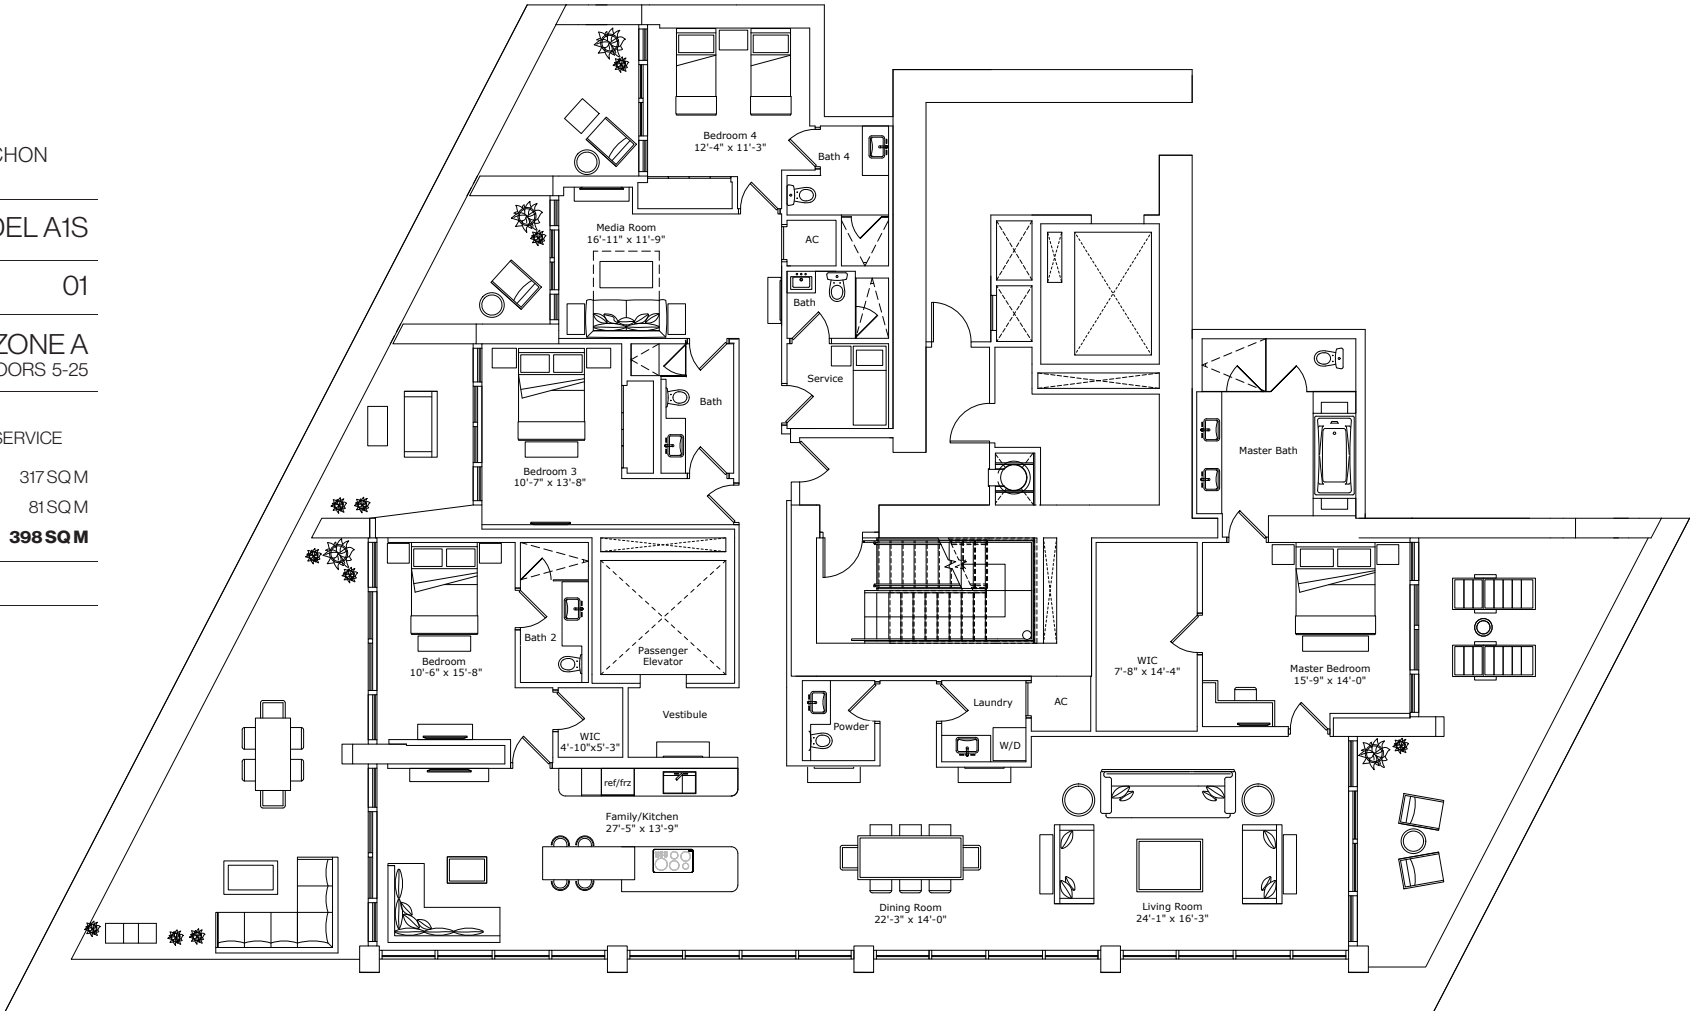 CHON
DEL A1S
01
ZONE A
OORS 5-25
SERVICE
317 SQ M
81 SQ M
398 SQ M
Bedroom 4
12'-4" x 11'-3"
Bath 4
Media Room
16'-11" x 11'-9"
AC
Bath
Service
Bath
Bedroom 3
10'-7" x 13'-8"
Master Bath
Bath 2
Bedroom
10'-6" x 15'-8"
Passenger
Elevator
WIC
7'-8" x 14'-4"
Master Bedroom
15'-9" x 14'-0"
Vestibule
Laundry
AC
Powder
WIC
4'-10"x5'-3"
W/D
ref/frz
Family/Kitchen
27'-5" x 13'-9"
Dining Room
22'-3" x 14'-0"
Living Room
24'-1" x 16'-3"